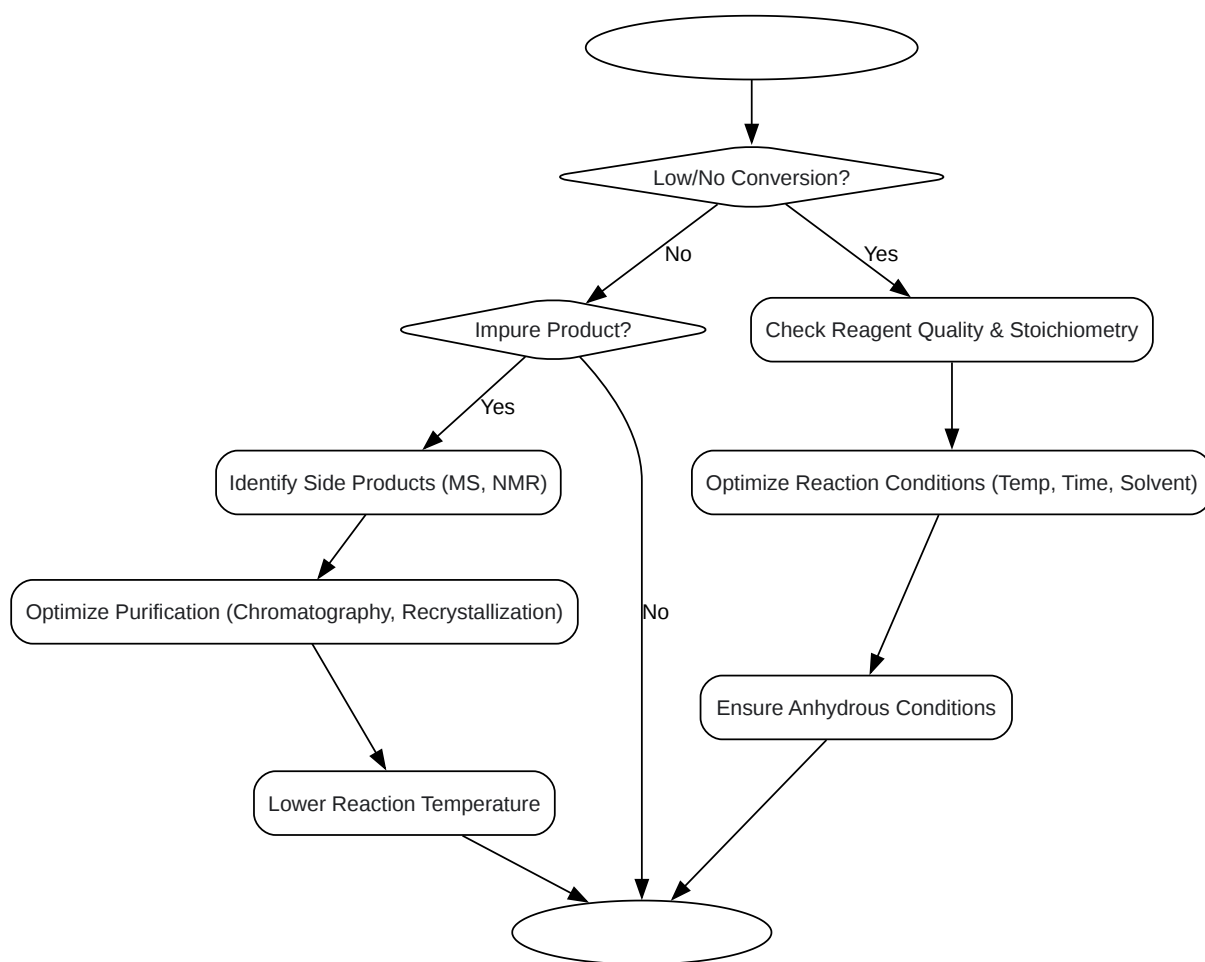 Low/No Conversion?
No
Yes
Impure Product?
Check Reagent Quality & Stoichiometry
Yes
Identify Side Products (MS, NMR)
Optimize Reaction Conditions (Temp, Time, Solvent)
Optimize Purification (Chromatography, Recrystallization)
No
Ensure Anhydrous Conditions
Lower Reaction Temperature